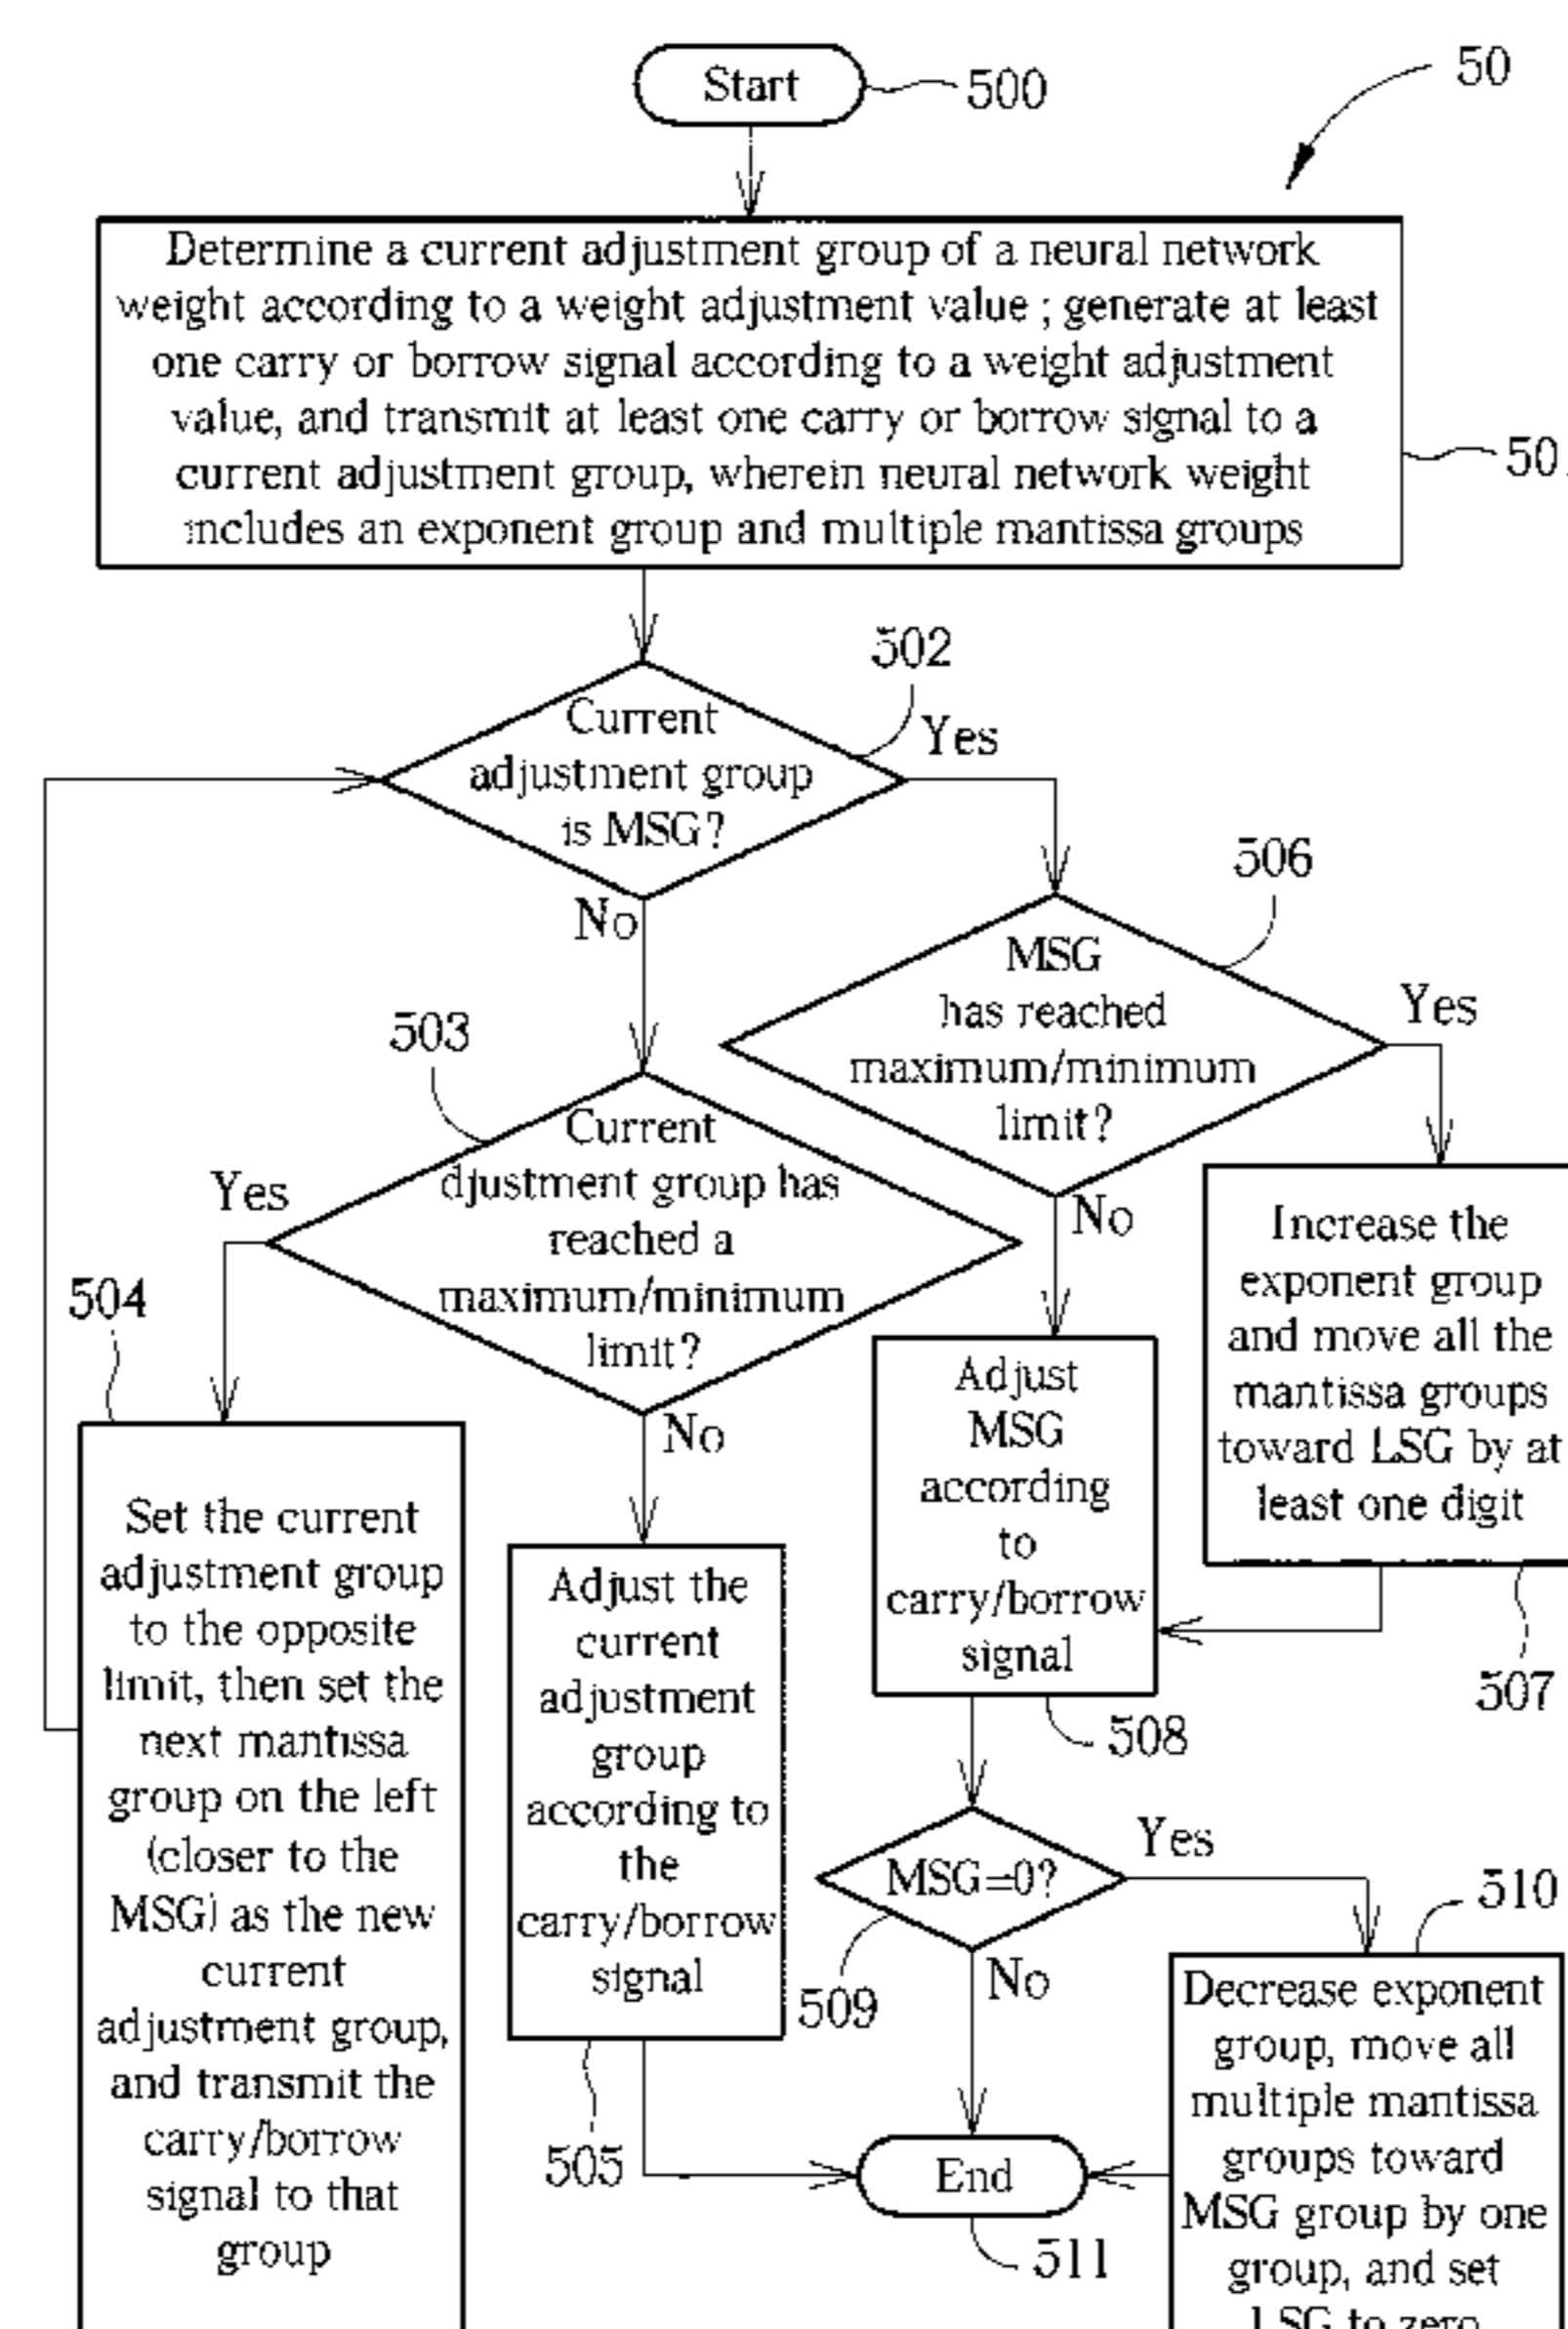 Start
500
50
Determine a current adjustment group of a neural network
weight according to a weight adjustment value ; generate at least
one carry or borrow signal according to a weight adjustment
value, and transmit at least one carry or borrow signal to a
current adjustment group, wherein neural network weight
includes an exponent group and multiple mantissa groups
50
502
Current
adjustment group
is MSG?
Yes
No
506
MSG
has reached
maximum/minimum
limit?
Yes
No
503
Current
djustment group has
reached a
maximum/minimum
limit?
Yes
No
504
Set the current
adjustment group
to the opposite
limit, then set the
next mantissa
group on the left
(closer to the
MSG) as the new
current
adjustment group,
and transmit the
carry/borrow
signal to that
group
Adjust the
current
adjustment
group
according to
the
carry/borrow
signal
505
Adjust
MSG
according
to
carry/borrow
signal
508
Increase the
exponent group
and move all the
mantissa groups
toward LSG by at
least one digit
507
MSG=0?
Yes
No
509
510
Decrease exponent
group, move all
multiple mantissa
groups toward
MSG group by one
group, and set
LSG to zero
End
511